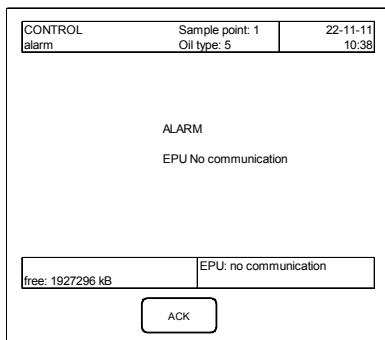 CONTROL Sample point: 1 22-11-11
alarm Oil type: 5 10:38
ALARM
EPU No communication
EPU: no communication
free: 1927296 kB
ACK